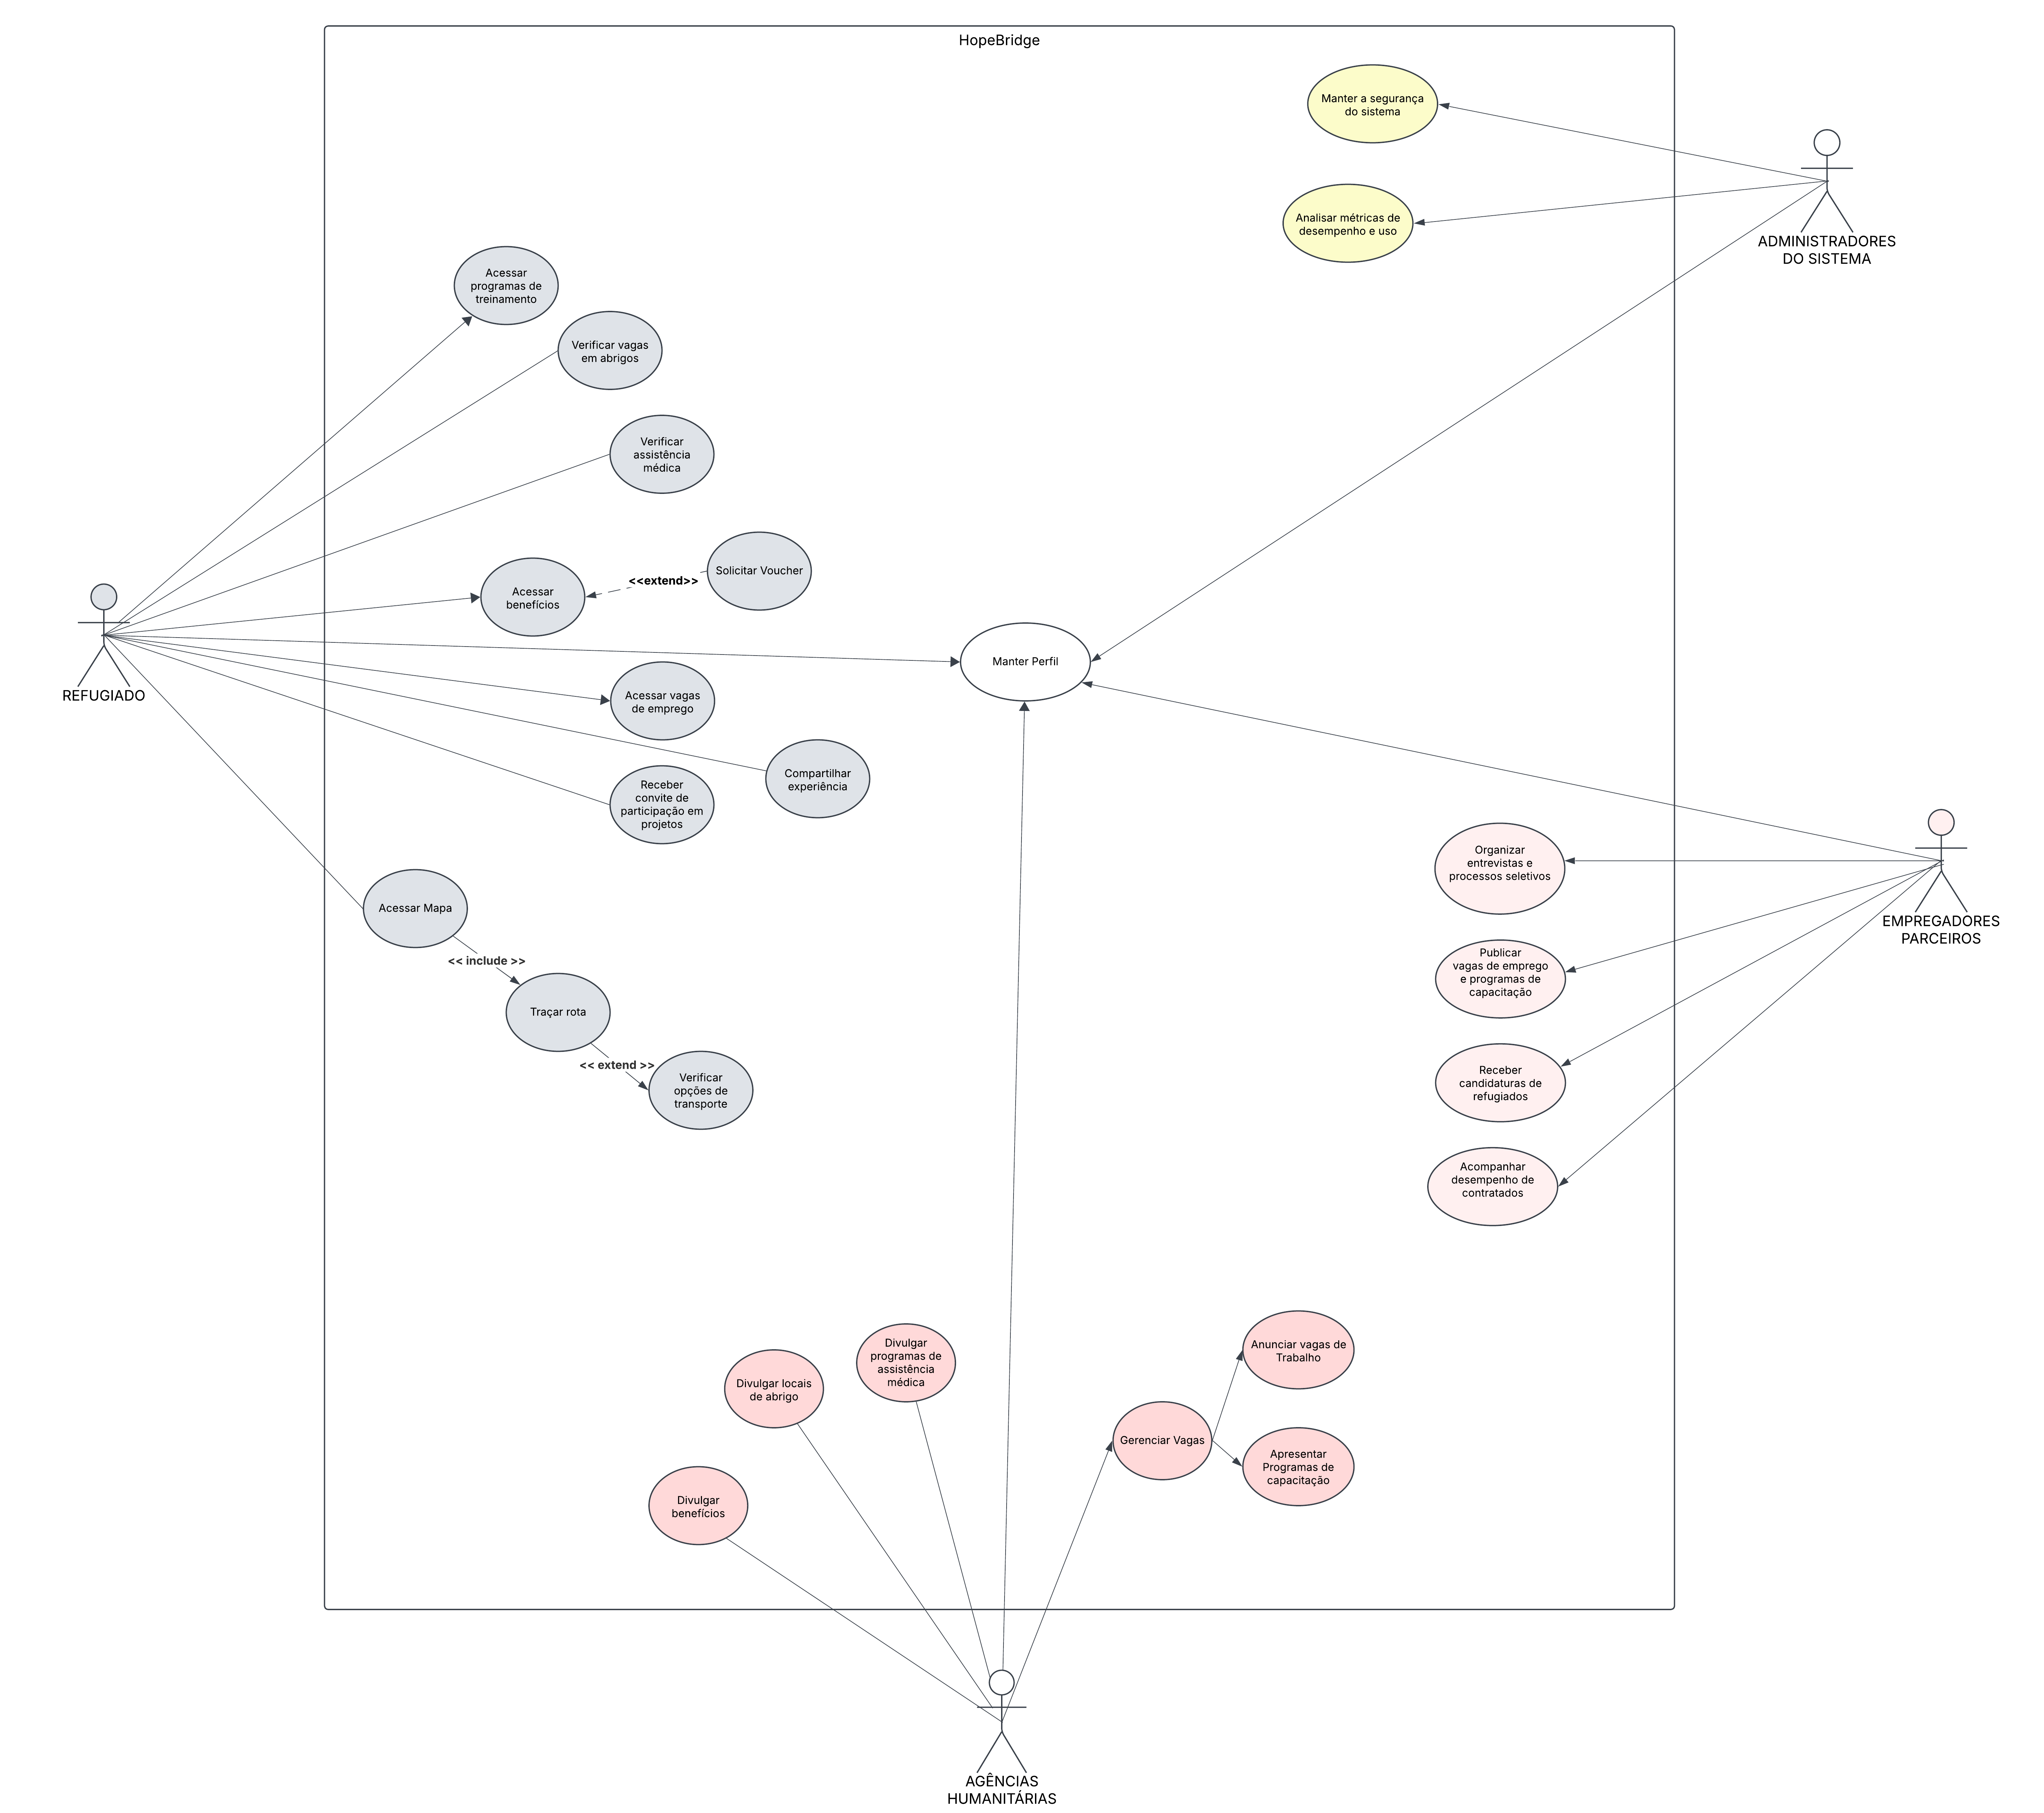 HopeBridge
Manter a segurança
do sistema
Analisar métricas de
desempenho e uso
ADMINISTRADORES
DO SISTEMA
Acessar
programas de
treinamento
Verificar vagas
em abrigos
Verificar
assistência
médica
Solicitar Voucher
<<extend>>
Acessar
benefícios
REFUGIADO
Manter Perfil
Acessar vagas
de emprego
Compartilhar
experiência
Receber
convite de
participação em
projetos
Acessar Mapa
<< include >>
Traçar rota
<< extend >>
Verificar
opções de
transporte
Organizar
entrevistas e
processos seletivos
EMPREGADORES
PARCEIROS
Publicar
vagas de emprego
e programas de
capacitação
Receber
candidaturas de
refugiados
Acompanhar
desempenho de
contratados
Divulgar
programas de
assistência
médica
Divulgar locais
de abrigo
Divulgar
benefícios
Anunciar vagas de
Trabalho
Gerenciar Vagas
Apresentar
Programas de
capacitação
AGÊNCIAS
HUMANITÁRIAS